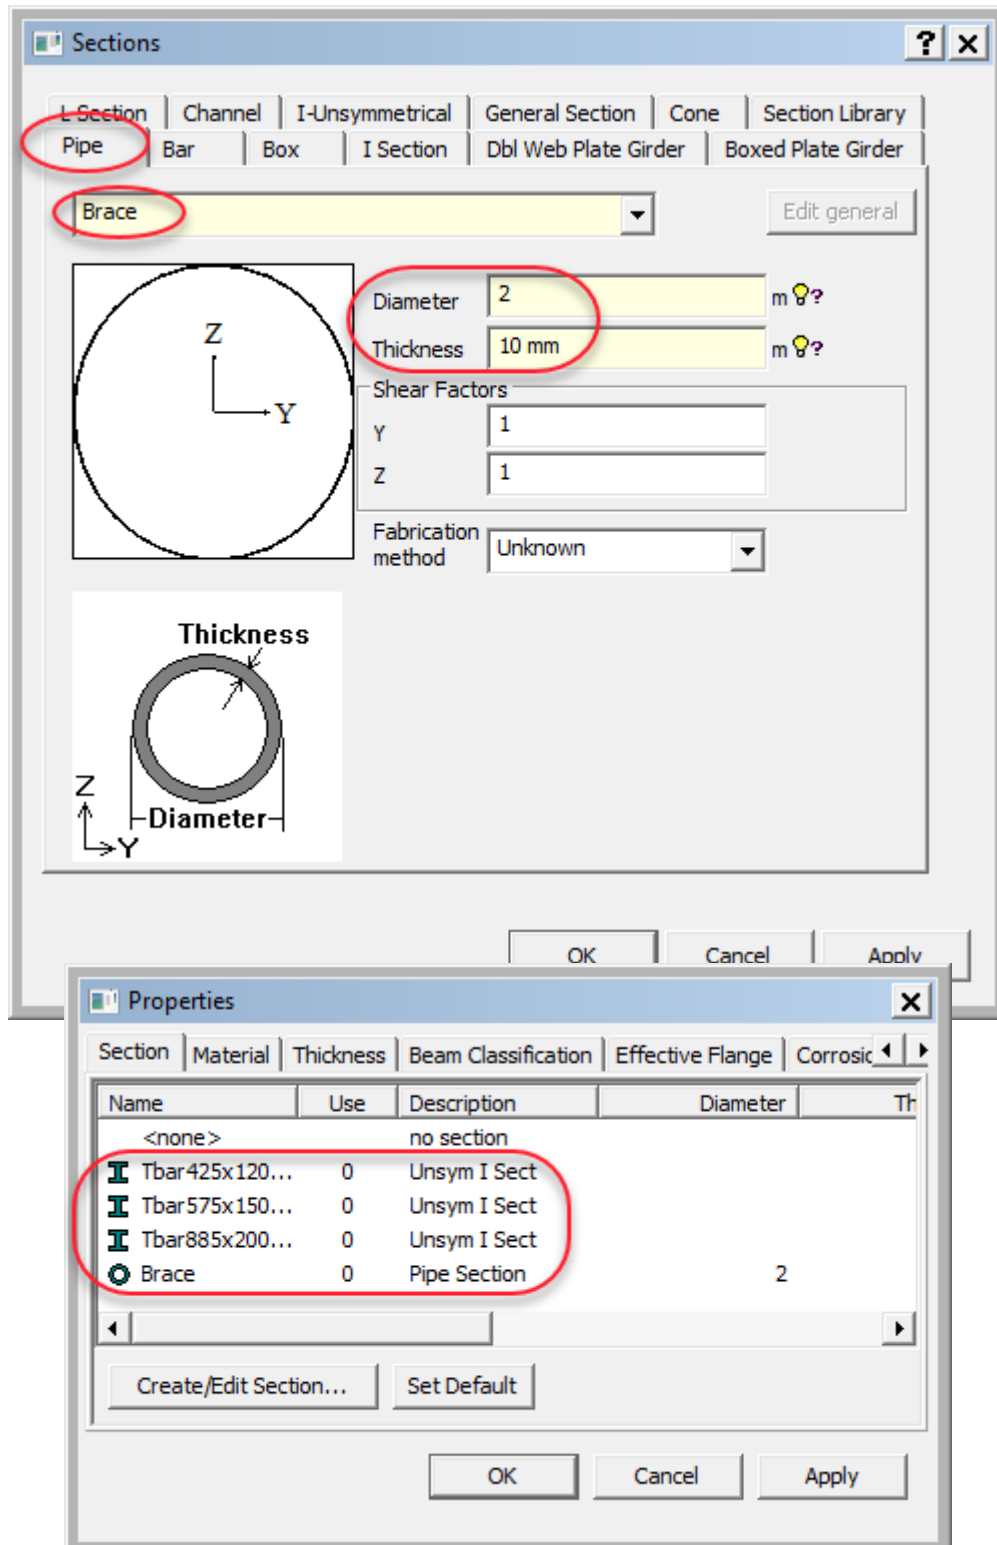 Sections
L-Section Channel I-Unsymmetrical General Section Cone Section Library
Pipe Bar Box I Section Dbl Web Plate Girder Boxed Plate Girder
Brace Edit general
Z
Y
Diameter 2 m ?
Thickness 10 mm m ?
Shear Factors
Y 1
Z 1
Fabrication
method Unknown
Thickness
Diameter
Z
Y
OK Cancel Apply
Properties
Section Material Thickness Beam Classification Effective Flange Corrosic
Name Use Description Diameter Th
<none> no section
Tbar425x120... 0 Unsym I Sect
Tbar575x150... 0 Unsym I Sect
Tbar885x200... 0 Unsym I Sect
Brace 0 Pipe Section 2
Create/Edit Section... Set Default
OK Cancel Apply